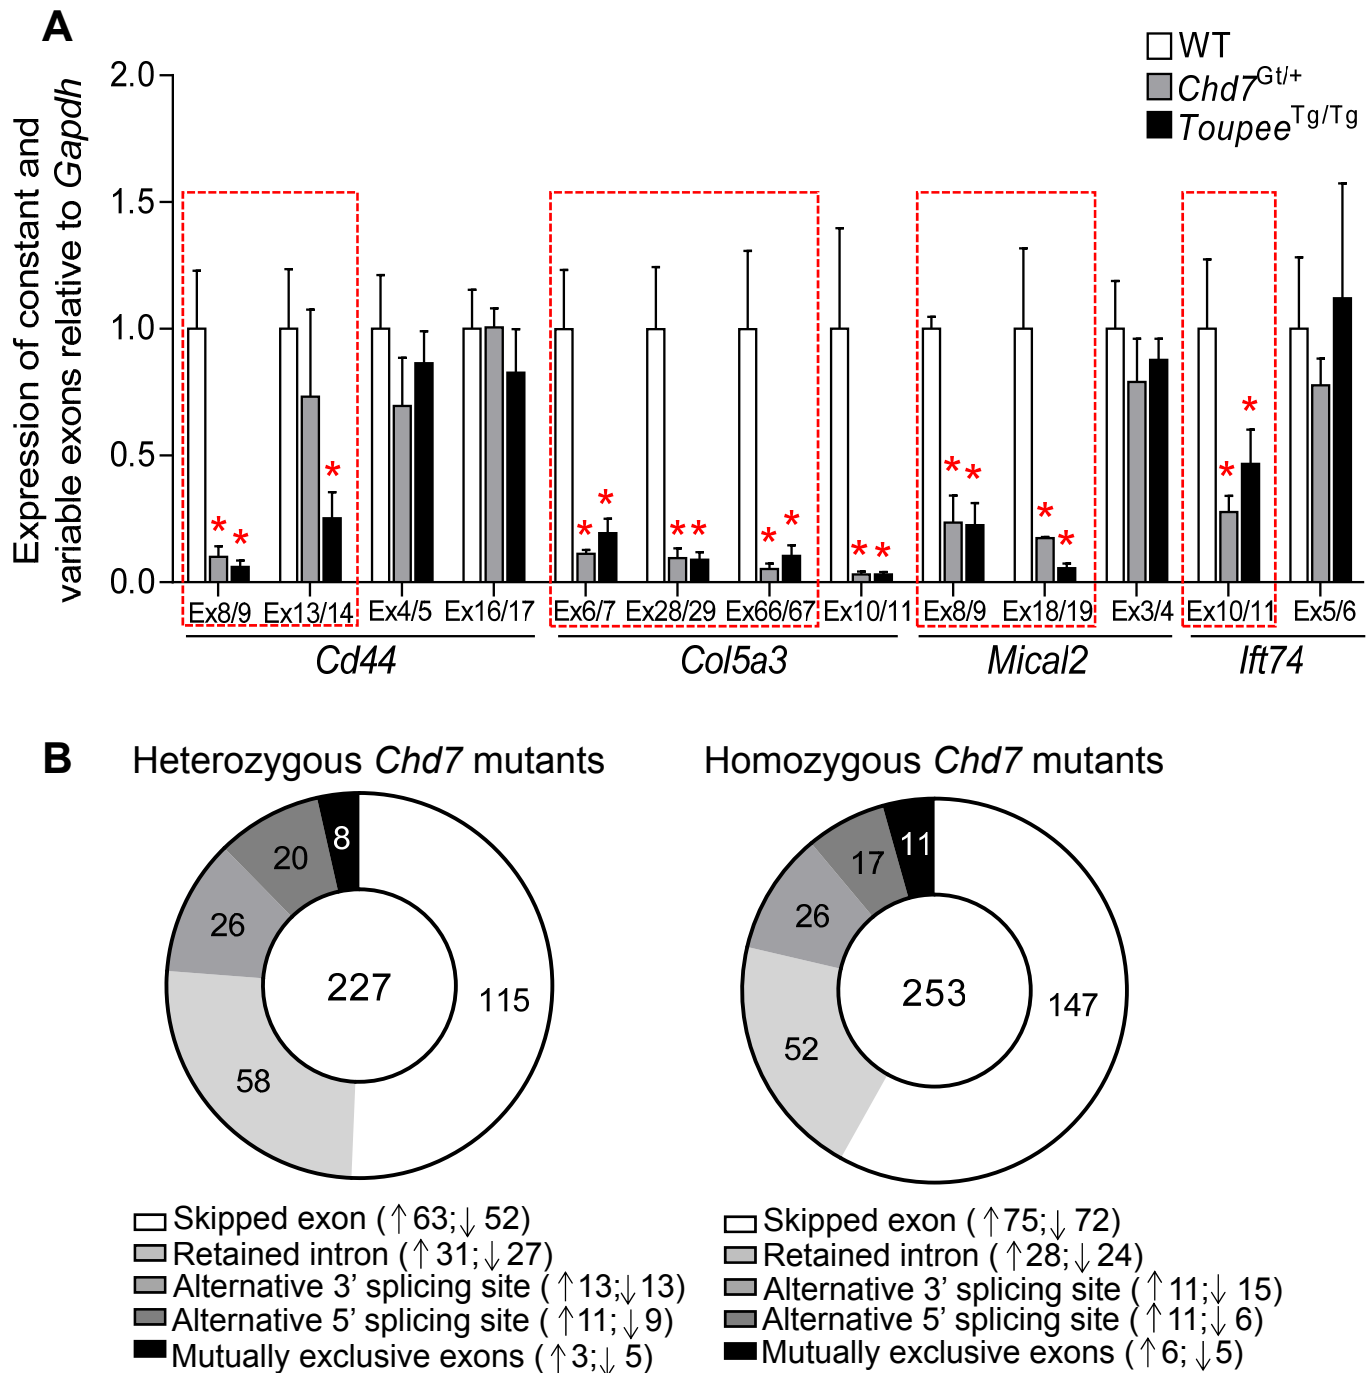 A
WT
Chd7Gt/+
ToupeeTg/Tg
Expression of constant and
variable exons relative to Gapdh
2.0
1.5
1.0
0.5
0.0
* * * * * * * * * * * * * * * * *
Ex8/9 Ex13/14 Ex4/5 Ex16/17 Ex6/7 Ex28/29 Ex66/67 Ex10/11 Ex8/9 Ex18/19 Ex3/4 Ex10/11 Ex5/6
Cd44 Col5a3 Mical2 Ift74
B
Heterozygous Chd7 mutants
8
20
26
227
115
58
Skipped exon (↑63;↓52)
Retained intron (↑31;↓27)
Alternative 3’ splicing site (↑13;↓13)
Alternative 5’ splicing site (↑11;↓9)
Mutually exclusive exons (↑3;↓5)
Homozygous Chd7 mutants
11
17
26
253
147
52
Skipped exon (↑75;↓72)
Retained intron (↑28;↓24)
Alternative 3’ splicing site (↑11;↓15)
Alternative 5’ splicing site (↑11;↓6)
Mutually exclusive exons (↑6;↓5)